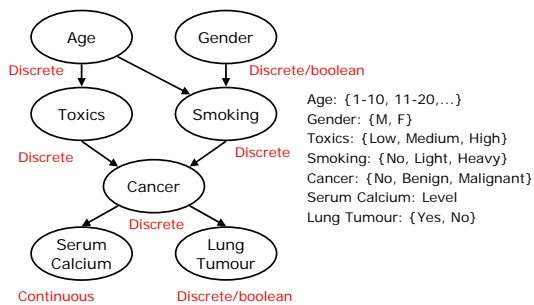 Age
Gender
Discrete
Discrete/boolean
Toxics
Smoking
Age: {1-10, 11-20,...}
Gender: {M, F}
Toxics: {Low, Medium, High}
Smoking: {No, Light, Heavy}
Cancer: {No, Benign, Malignant}
Serum Calcium: Level
Lung Tumour: {Yes, No}
Discrete
Discrete
Cancer
Discrete
Serum
Calcium
Lung
Tumour
Continuous
Discrete/boolean